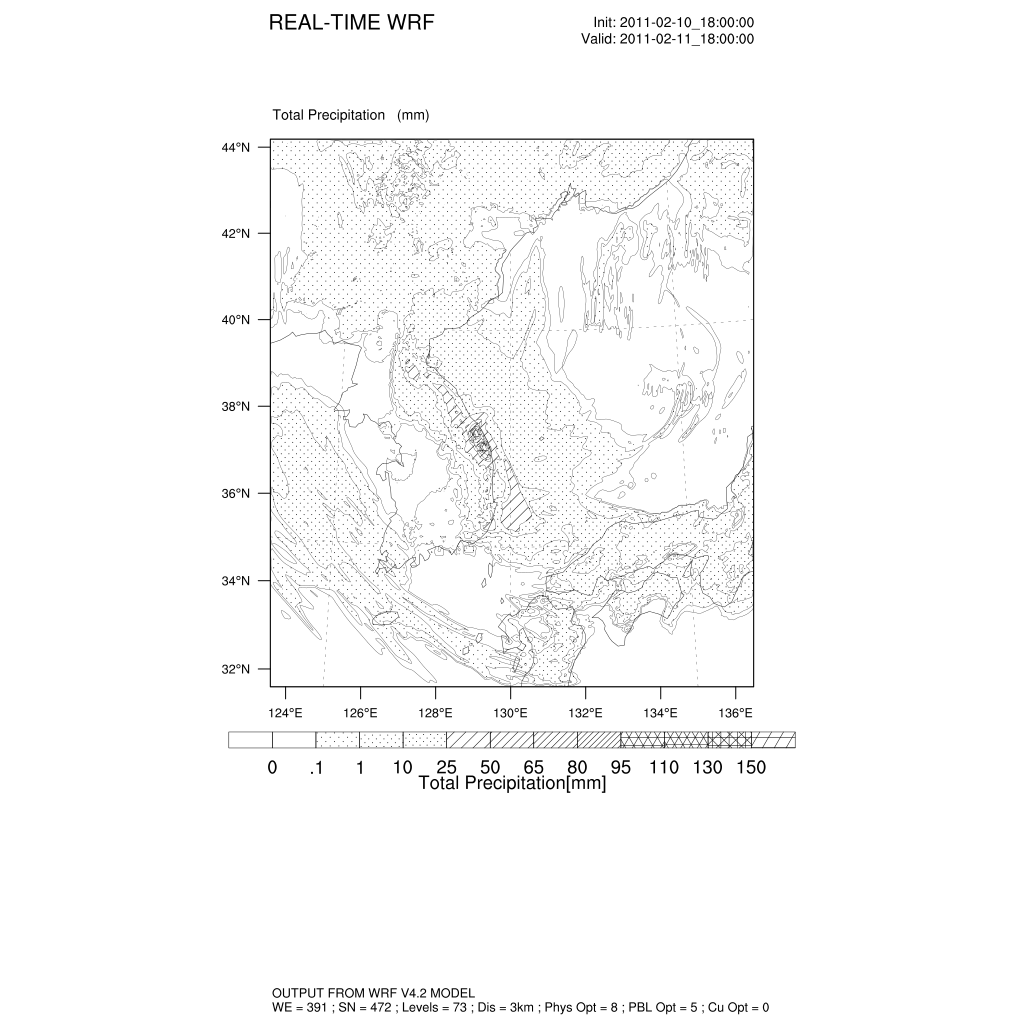 REAL-TIME WRF
Init: 2011-02-10_18:00:00
Valid: 2011-02-11_18:00:00
Total Precipitation (mm)
44°N
42°N
40°N
38°N
36°N
34°N
32°N
124°E 126°E 128°E 130°E 132°E 134°E 136°E
0 .1 1 10 25 50 65 80 95 110 130 150
Total Precipitation[mm]
OUTPUT FROM WRF V4.2 MODEL
WE = 391 ; SN = 472 ; Levels = 73 ; Dis = 3km ; Phys Opt = 8 ; PBL Opt = 5 ; Cu Opt = 0